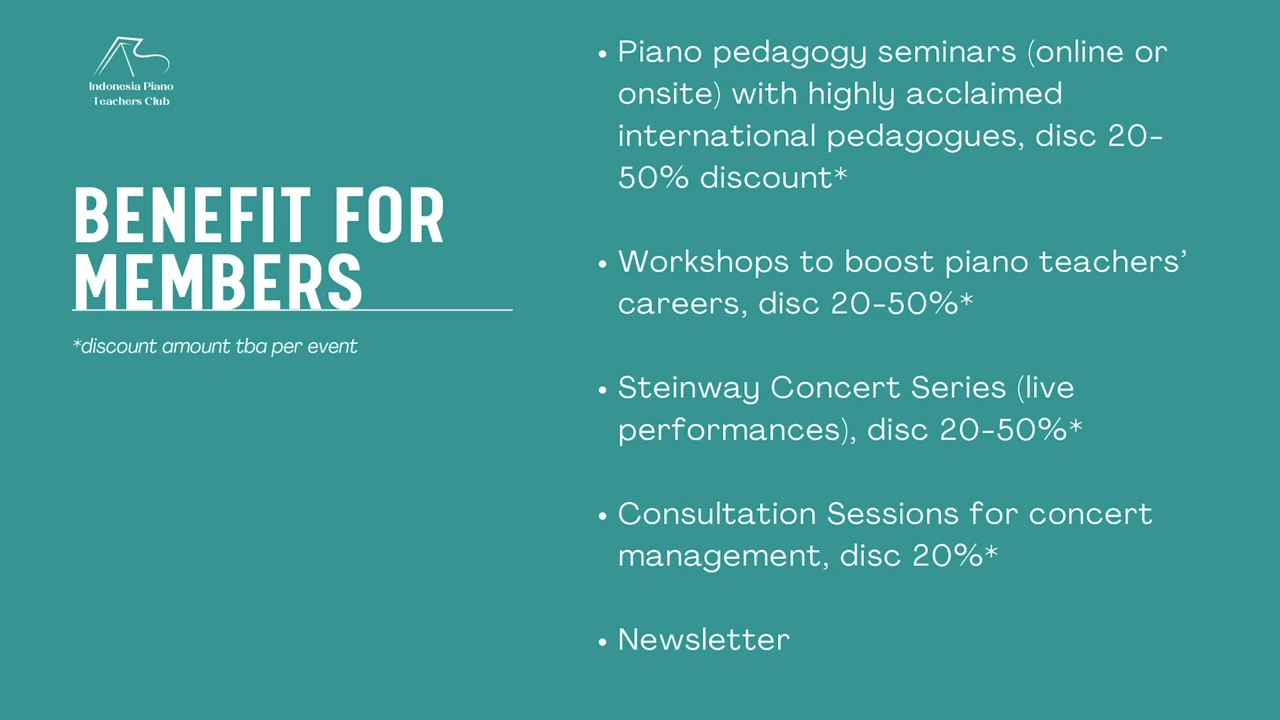 Indonesia Piano
Teachers Club
BENEFIT FOR
MEMBERS
*discount amount tba per event
• Piano pedagogy seminars (online or
onsite) with highly acclaimed
international pedagogues, disc 20-
50% discount*
• Workshops to boost piano teachers’
careers, disc 20-50%*
• Steinway Concert Series (live
performances), disc 20-50%*
• Consultation Sessions for concert
management, disc 20%*
• Newsletter